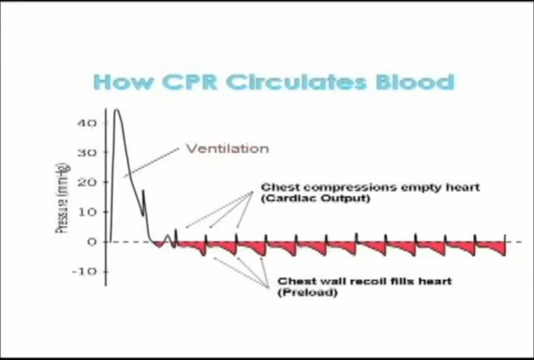 How CPR Circulates Blood
40
30
20
10
0
-10
Pressure (mmHg)
Ventilation
Chest compressions empty heart
(Cardiac Output)
Chest wall recoil fills heart
(Preload)